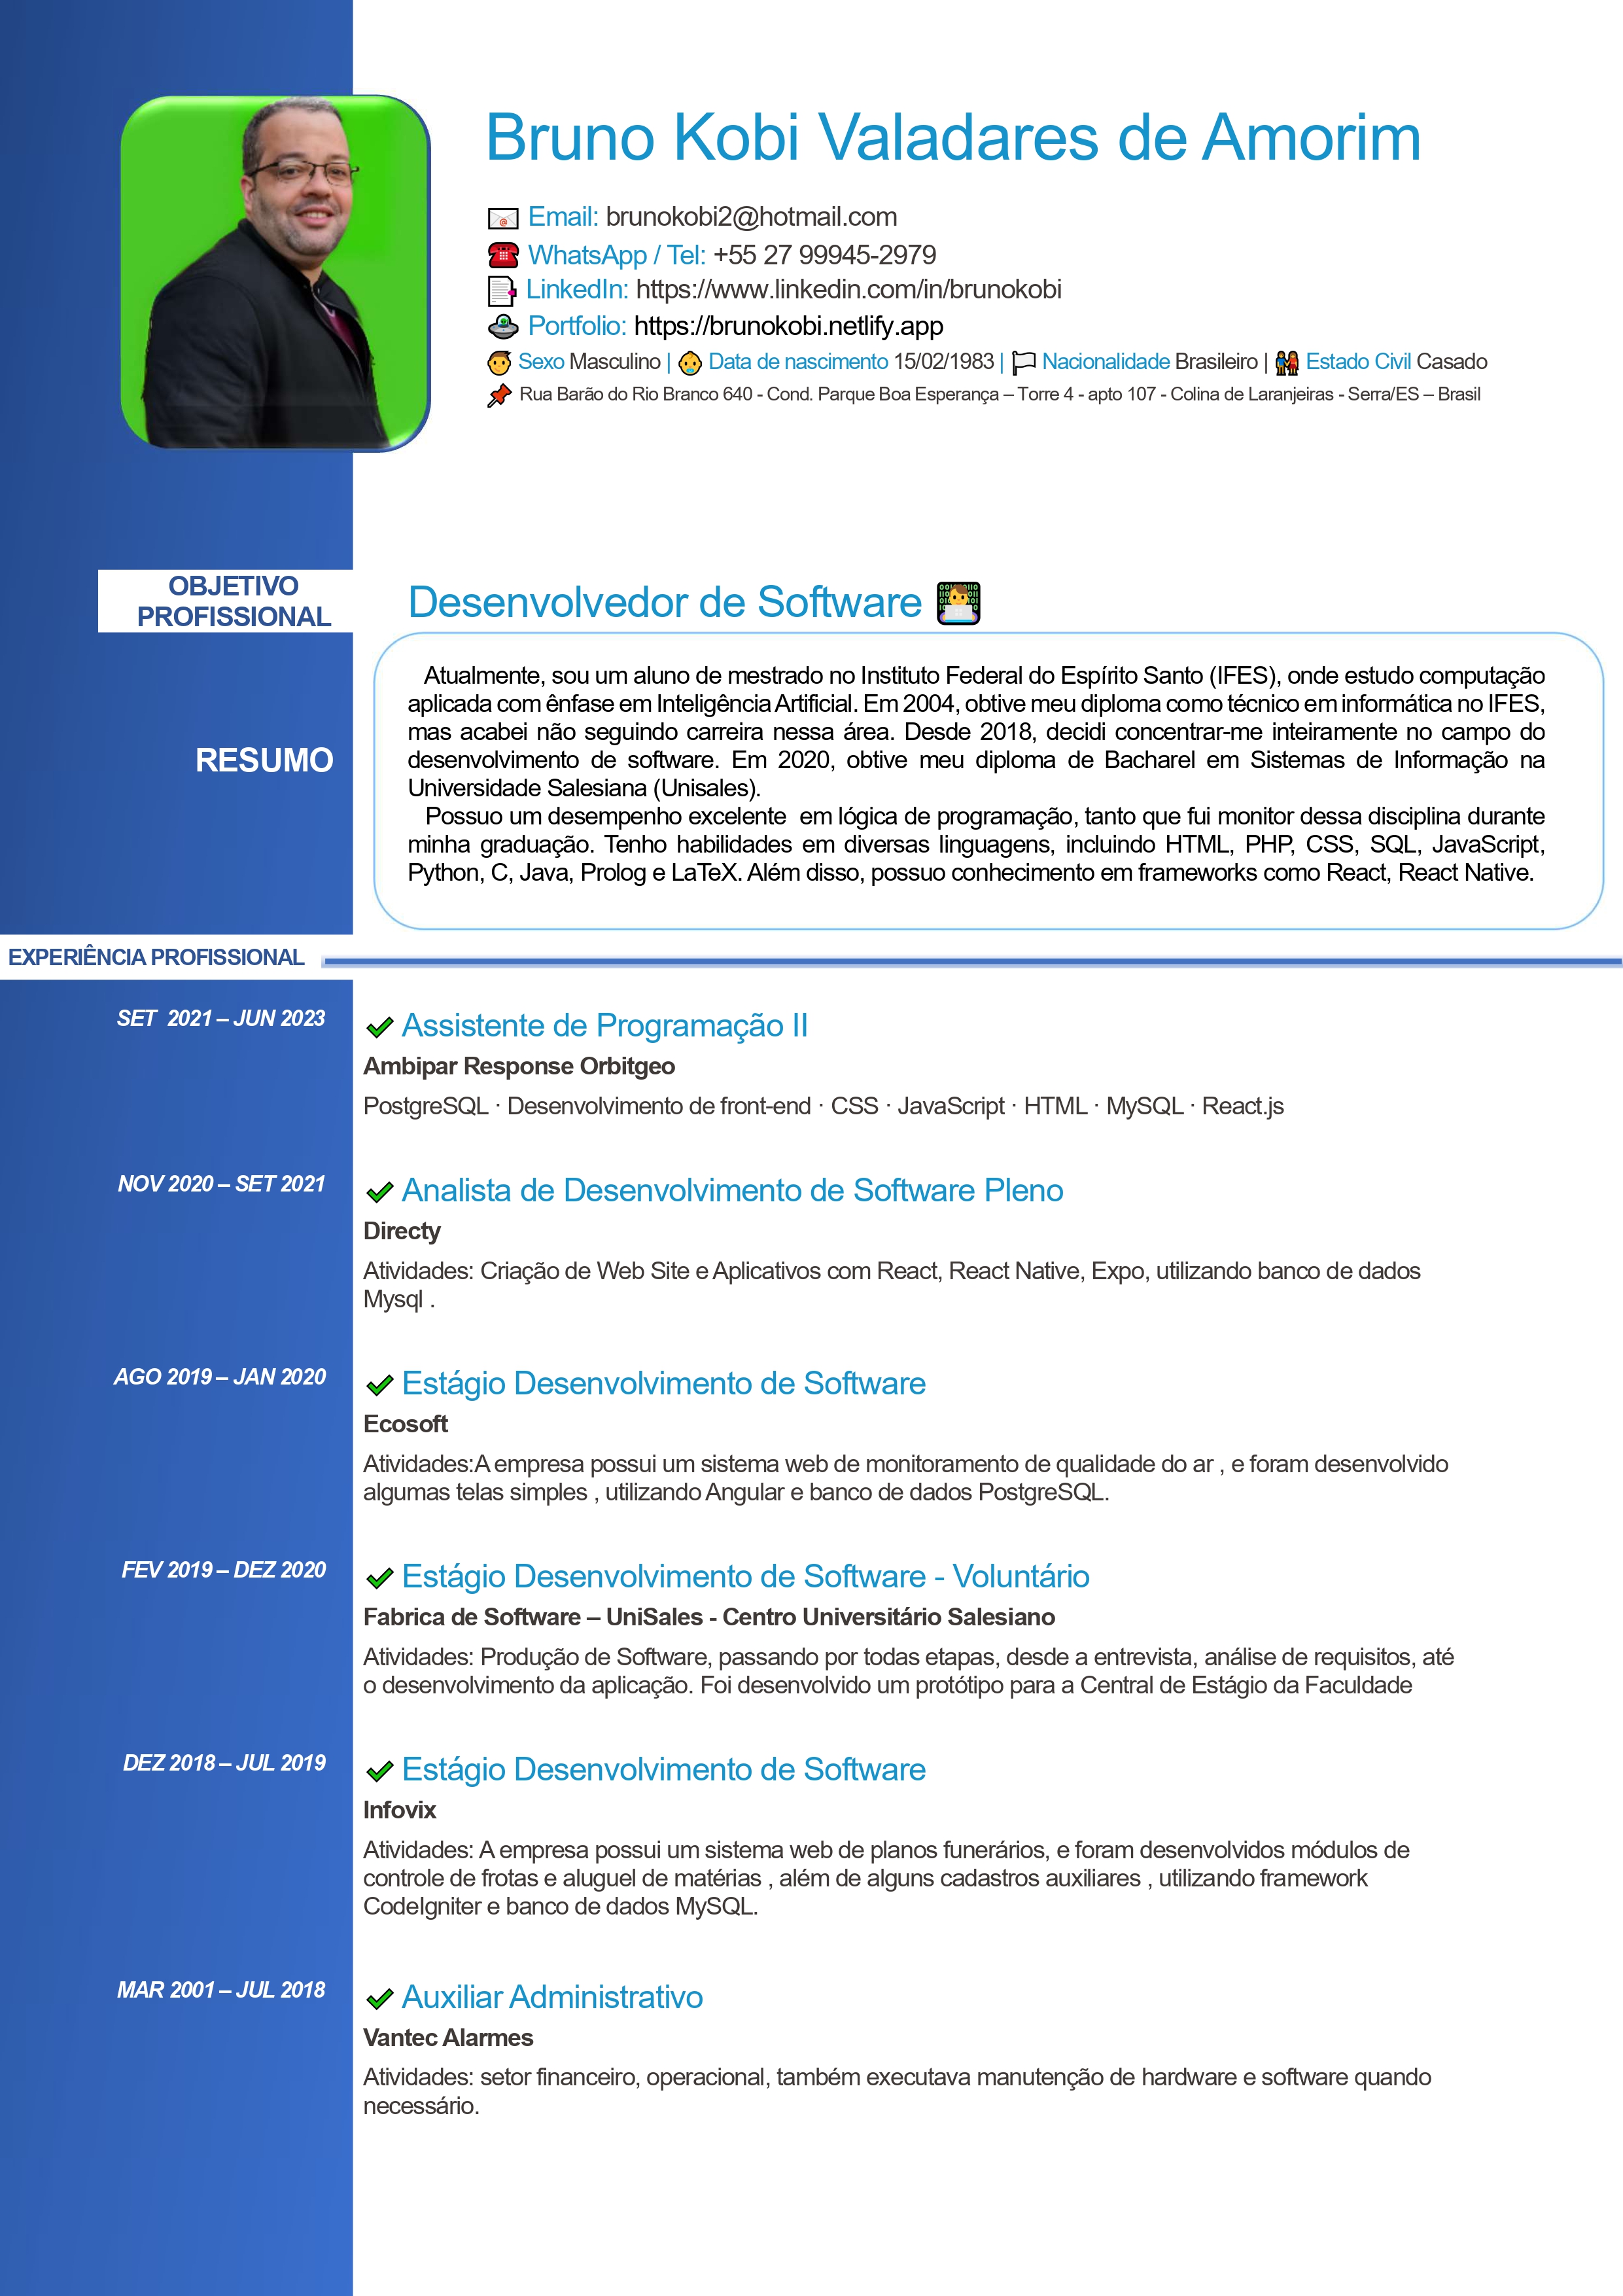 Bruno Kobi Valadares de Amorim
Email: brunokobi2@hotmail.com
WhatsApp / Tel: +55 27 99945-2979
LinkedIn: https://www.linkedin.com/in/brunokobi
Portfolio: https://brunokobi.netlify.app
Sexo Masculino | Data de nascimento 15/02/1983 | Nacionalidade Brasileiro | Estado Civil Casado
Rua Barão do Rio Branco 640 - Cond. Parque Boa Esperança – Torre 4 - apto 107 - Colina de Laranjeiras - Serra/ES – Brasil
OBJETIVO
PROFISSIONAL
Desenvolvedor de Software
RESUMO
Atualmente, sou um aluno de mestrado no Instituto Federal do Espírito Santo (IFES), onde estudo computação
aplicada com ênfase em Inteligência Artificial. Em 2004, obtive meu diploma como técnico em informática no IFES,
mas acabei não seguindo carreira nessa área. Desde 2018, decidi concentrar-me inteiramente no campo do
desenvolvimento de software. Em 2020, obtive meu diploma de Bacharel em Sistemas de Informação na
Universidade Salesiana (Unisales).
Possuo um desempenho excelente em lógica de programação, tanto que fui monitor dessa disciplina durante
minha graduação. Tenho habilidades em diversas linguagens, incluindo HTML, PHP, CSS, SQL, JavaScript,
Python, C, Java, Prolog e LaTeX. Além disso, possuo conhecimento em frameworks como React, React Native.
EXPERIÊNCIA PROFISSIONAL
SET 2021 – JUN 2023
Assistente de Programação II
Ambipar Response Orbitgeo
PostgreSQL · Desenvolvimento de front-end · CSS · JavaScript · HTML · MySQL · React.js
NOV 2020 – SET 2021
Analista de Desenvolvimento de Software Pleno
Directy
Atividades: Criação de Web Site e Aplicativos com React, React Native, Expo, utilizando banco de dados
Mysql .
AGO 2019 – JAN 2020
Estágio Desenvolvimento de Software
Ecosoft
Atividades:A empresa possui um sistema web de monitoramento de qualidade do ar , e foram desenvolvido
algumas telas simples , utilizando Angular e banco de dados PostgreSQL.
FEV 2019 – DEZ 2020
Estágio Desenvolvimento de Software - Voluntário
Fabrica de Software – UniSales - Centro Universitário Salesiano
Atividades: Produção de Software, passando por todas etapas, desde a entrevista, análise de requisitos, até
o desenvolvimento da aplicação. Foi desenvolvido um protótipo para a Central de Estágio da Faculdade
DEZ 2018 – JUL 2019
Estágio Desenvolvimento de Software
Infovix
Atividades: A empresa possui um sistema web de planos funerários, e foram desenvolvidos módulos de
controle de frotas e aluguel de matérias , além de alguns cadastros auxiliares , utilizando framework
CodeIgniter e banco de dados MySQL.
MAR 2001 – JUL 2018
Auxiliar Administrativo
Vantec Alarmes
Atividades: setor financeiro, operacional, também executava manutenção de hardware e software quando
necessário.